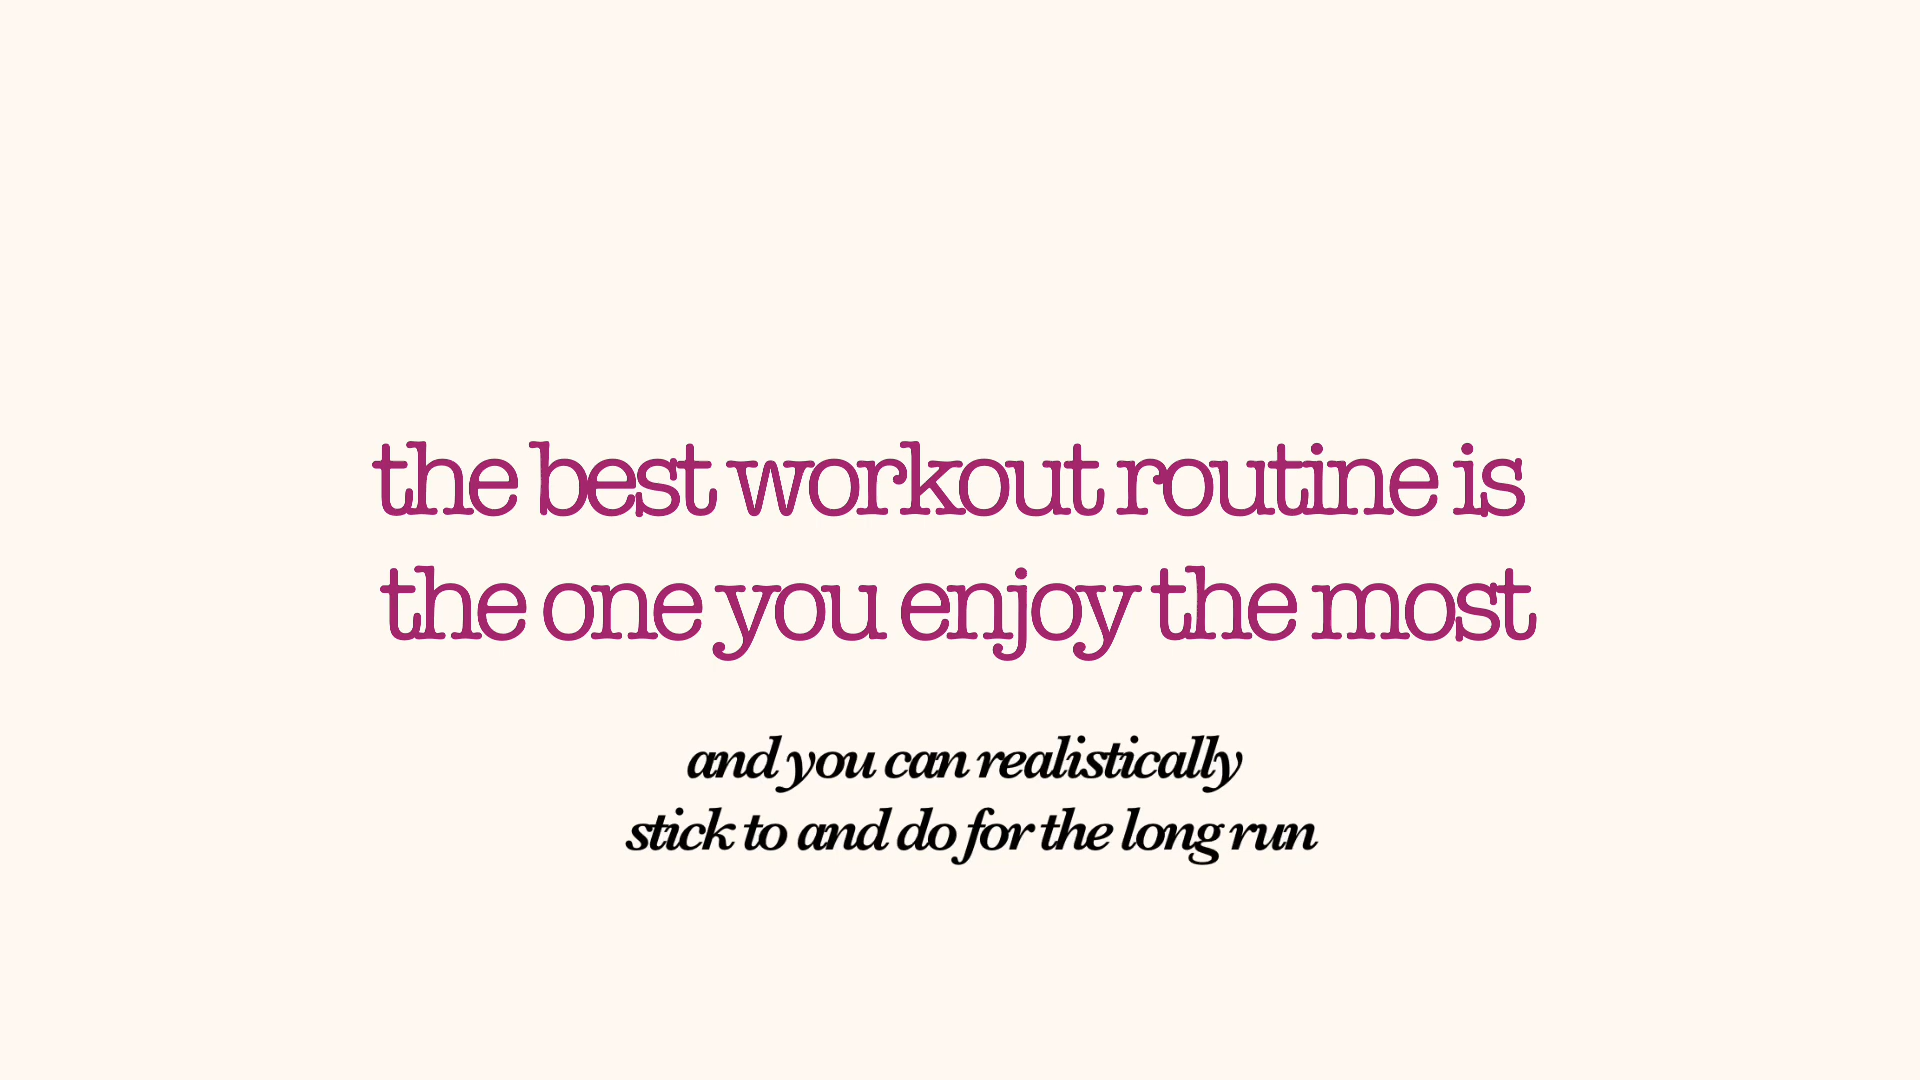 the best workout routine is
the one you enjoy the most
and you can realistically
stick to and do for the long run